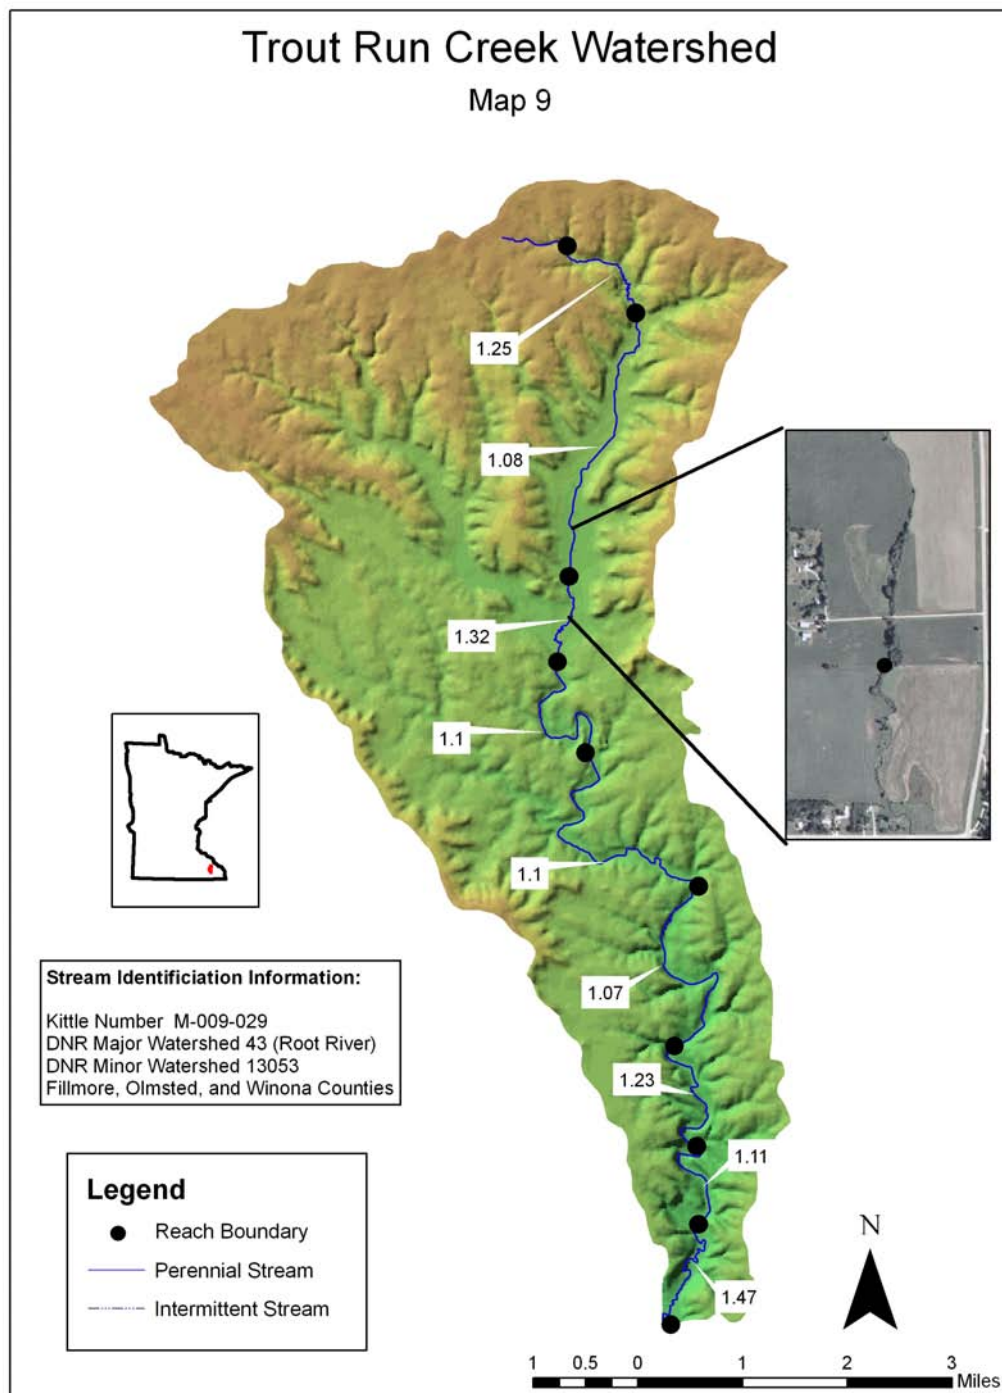 Trout Run Creek Watershed
Map 9
1.25
1.08
1.32
1.1
1.1
1.07
1.23
1.11
1.47
Stream Identificiation Information:
Kittle Number M-009-029
DNR Major Watershed 43 (Root River)
DNR Minor Watershed 13053
Fillmore, Olmsted, and Winona Counties
Legend
Reach Boundary
Perennial Stream
Intermittent Stream
N
1 0.5 0 1 2 3
Miles